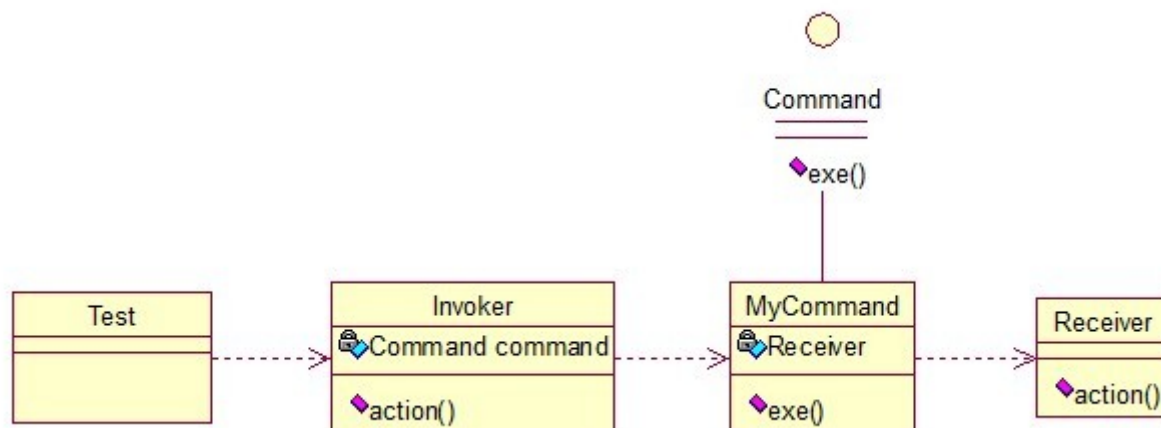 Command
exe()
Test
Invoker
Command command
action()
MyCommand
Receiver
exe()
Receiver
action()